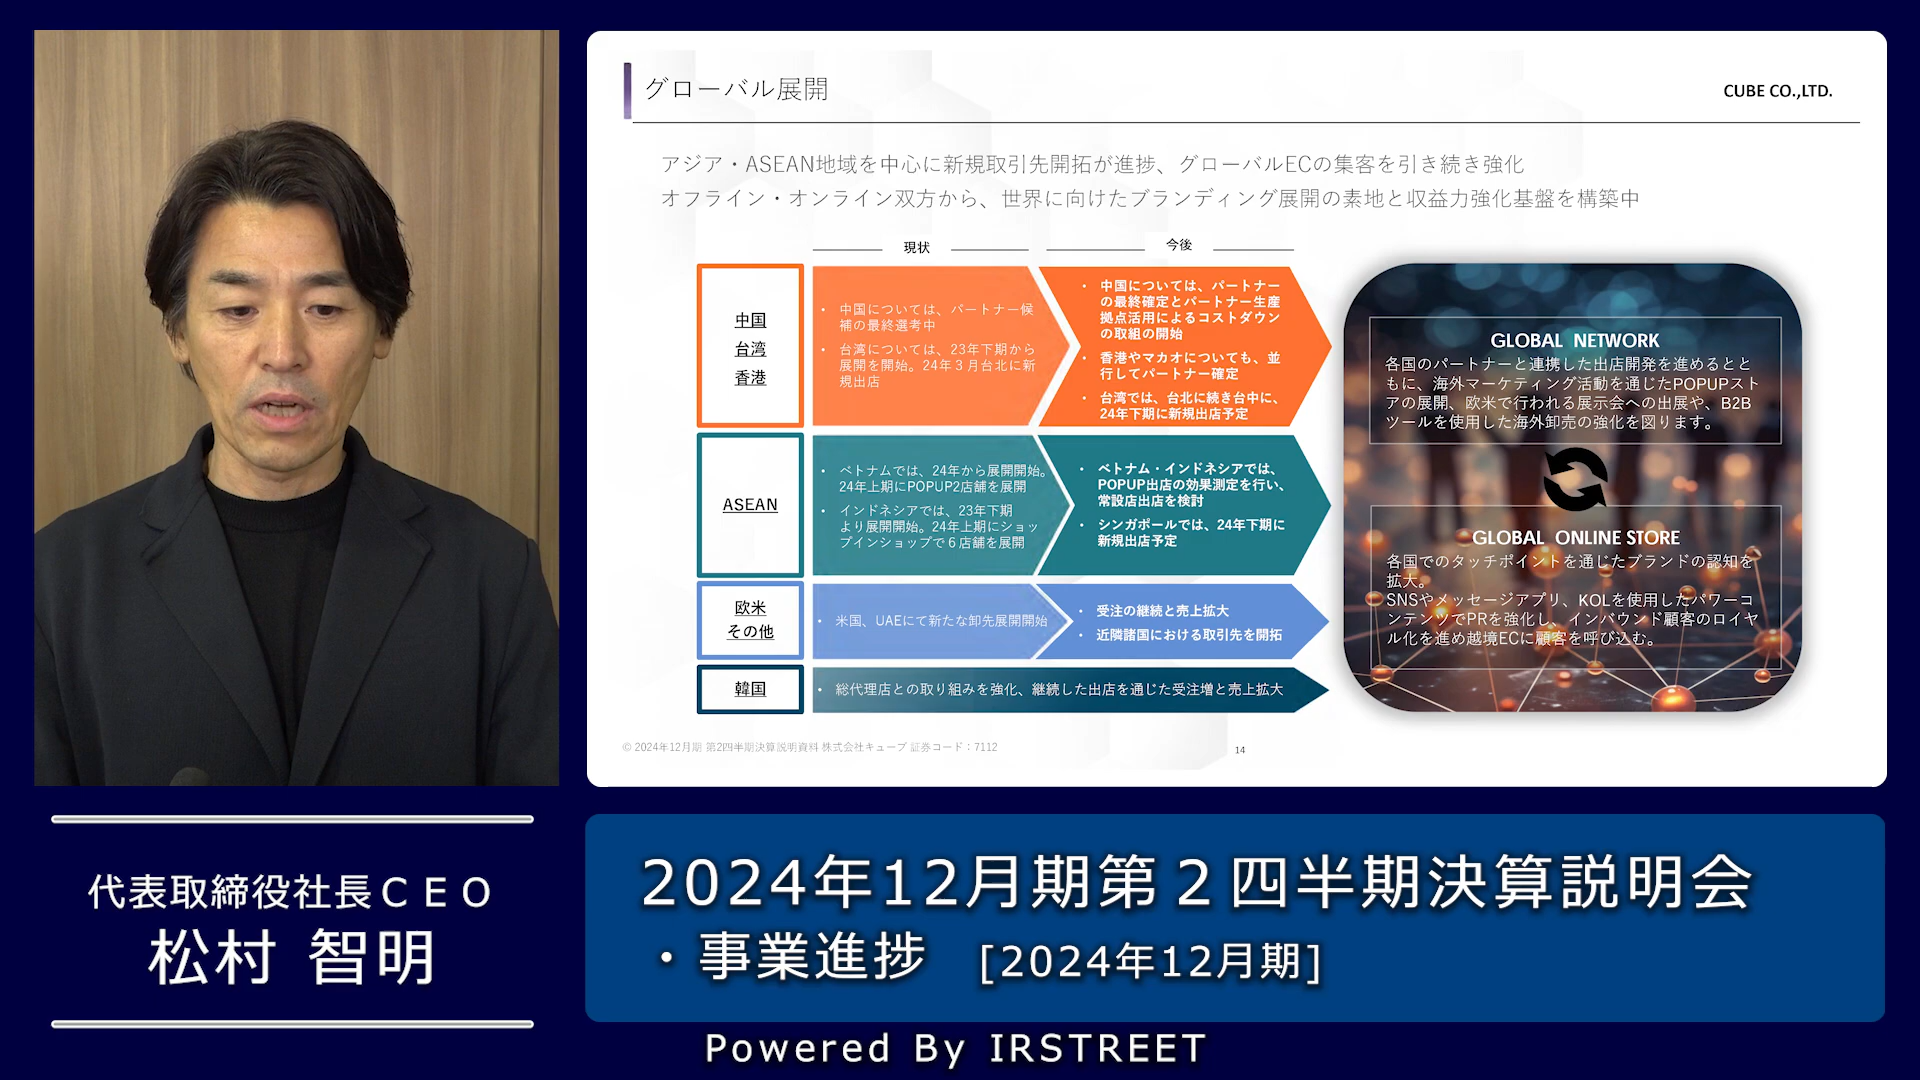 グローバル展開
CUBE CO.,LTD.
アジア・ASEAN地域を中心に新規取引先開拓が進捗、グローバルECの集客を引き続き強化
オフライン・オンライン双方から、世界に向けたブランディング展開の素地と収益力強化基盤を構築中
現状
今後
中国
台湾
香港
・ 中国については、パートナー候
補の最終選考中
・ 台湾については、23年下期から
展開を開始。24年３月台北に新
規出店
・ 中国については、パートナー
の最終確定とパートナー生産
拠点活用によるコストダウン
の取組の開始
・ 香港やマカオについても、並
行してパートナー確定
・ 台湾では、台北に続き台中に、
24年下期に新規出店予定
ASEAN
・ ベトナムでは、24年から展開開始。
24年上期にPOPUP2店舗を展開
・ インドネシアでは、23年下期
より展開開始。24年上期にショッ
プインショップで６店舗を展開
・ ベトナム・インドネシアでは、
POPUP出店の効果測定を行い、
常設店出店を検討
・ シンガポールでは、24年下期に
新規出店予定
欧米
その他
・ 米国、UAEにて新たな卸先展開開始
・ 受注の継続と売上拡大
・ 近隣諸国における取引先を開拓
韓国
・ 総代理店との取り組みを強化、継続した出店を通じた受注増と売上拡大
GLOBAL NETWORK
各国のパートナーと連携した出店開発を進めるとと
もに、海外マーケティング活動を通じたPOPUPスト
アの展開、欧米で行われる展示会への出展や、B2B
ツールを使用した海外卸売の強化を図ります。
GLOBAL ONLINE STORE
各国でのタッチポイントを通じたブランドの認知を
拡大。
SNSやメッセージアプリ、KOLを使用したパワーコ
ンテンツでPRを強化し、インバウンド顧客のロイヤ
ル化を進め越境ECに顧客を呼び込む。
© 2024年12月期 第2四半期決算説明資料 株式会社キューブ 証券コード：7112
14
代表取締役社長ＣＥＯ
松村 智明
2024年12月期第２四半期決算説明会
・事業進捗 [2024年12月期]
Powered By IRSTREET